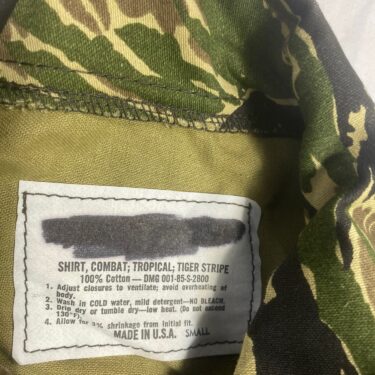 SHIRT, COMBAT; TROPICAL; TIGER STRIPE
100% Cotton — DMG 001-85-S-2800
1. Adjust closures to ventilate; avoid overheating of
body.
2. Wash in COLD water, mild detergent—NO BLEACH.
3. Drip dry or tumble dry—low heat. (Do not exceed
130°F).
4. Allow for % shrinkage from initial fit.
MADE IN U.S.A. SMALL